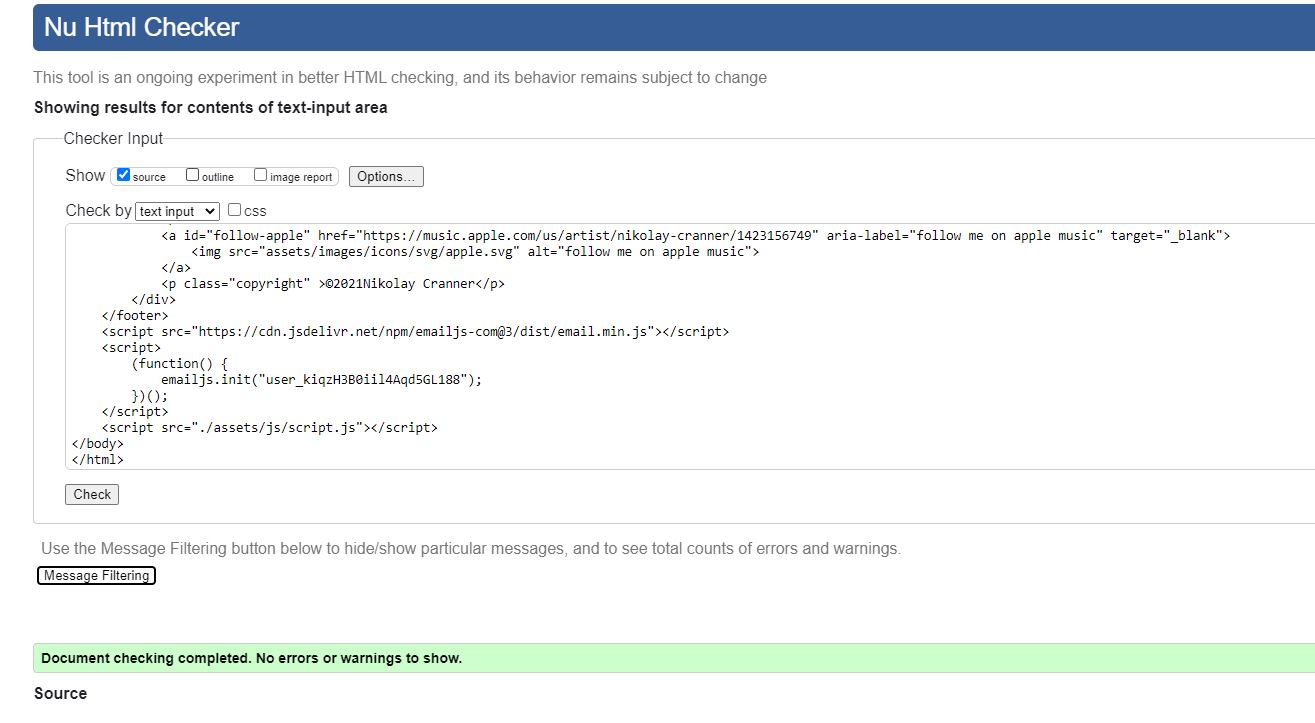 Nu Html Checker
This tool is an ongoing experiment in better HTML checking, and its behavior remains subject to change
Showing results for contents of text-input area
Checker Input
Show source outline image report Options...
Check by text input css
<a id="follow-apple" href="https://music.apple.com/us/artist/nikolay-cranner/1423156749" aria-label="follow me on apple music" target="_blank">
<img src="assets/images/icons/svg/apple.svg" alt="follow me on apple music">
</a>
<p class="copyright" >©2021Nikolay Cranner</p>
</div>
</footer>
<script src="https://cdn.jsdelivr.net/npm/emailjs-com@3/dist/email.min.js"></script>
<script>
(function() {
emailjs.init("user_kiqzH3B0iil4Aqd5GL188");
})();
</script>
<script src="./assets/js/script.js"></script>
</body>
</html>
Check
Use the Message Filtering button below to hide/show particular messages, and to see total counts of errors and warnings.
Message Filtering
Document checking completed. No errors or warnings to show.
Source